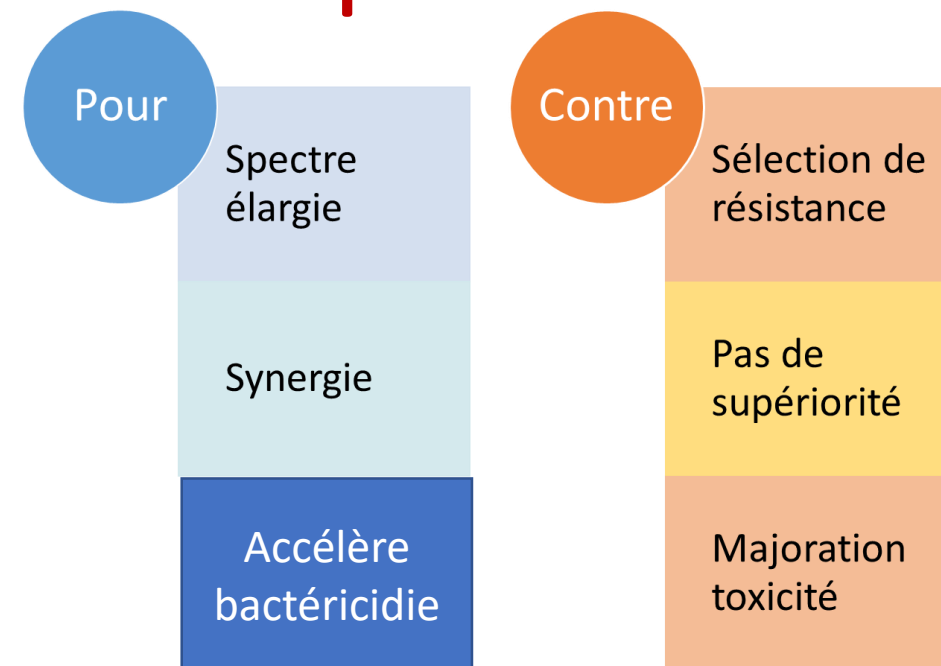 Pour
Spectre
élargie
Synergie
Accélère
bactéricidie
Contre
Sélection de
résistance
Pas de
supériorité
Majoration
toxicité